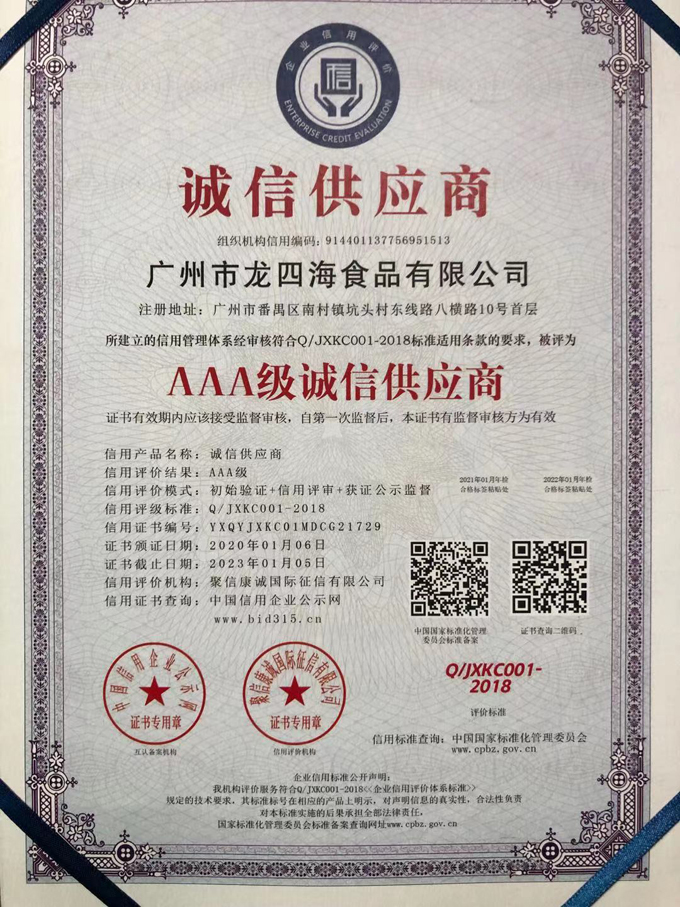 企业信用评价
信
ENTERPRISE CREDIT EVALUATION
诚信供应商
组织机构信用编码：914401137756951513
广州市龙四海食品有限公司
注册地址：广州市番禺区南村镇坑头村东线路八横路10号首层
所建立的信用管理体系经审核符合Q/JXKC001-2018标准适用条款的要求，被评为
AAA级诚信供应商
证书有效期内应该接受监督审核，自第一次监督后，本证书有监督审核方为有效
信用产品名称：诚信供应商
信用评价结果：AAA级
信用评价模式：初始验证+信用评审+获证公示监督
信用评级标准：Q/JXKC001-2018
信用证书编号：YXQYJXKC01MDCG21729
证书颁证日期：2020年01月06日
证书截止日期：2023年01月05日
信用评价机构：聚信康诚国际征信有限公司
信用证书查询：中国信用企业公示网
www.bid315.cn
2021年01月年检
合格标签粘贴处
2022年01月年检
合格标签粘贴处
中国国家标准化管理
委员会标准备案
证书查询二维码
中国信用企业公示网
证书专用章
互认备案机构
聚信康诚国际征信有限公司
证书专用章
信用评价机构
Q/JXKC001-
2018
评价标准
信用标准查询：中国国家标准化管理委员会
www.cpbz.gov.cn
企业信用标准公开声明：
我机构评价服务符合Q/JXKC001-2018<<企业信用评价体系标准>>
规定的技术要求，其标准标号在相应的产品上明示，对声明信息的真实性，合法性负责
对本标准实施的后果承担全部法律责任，
国家标准化管理委员会标准备案查询网址www.cpbz.gov.cn